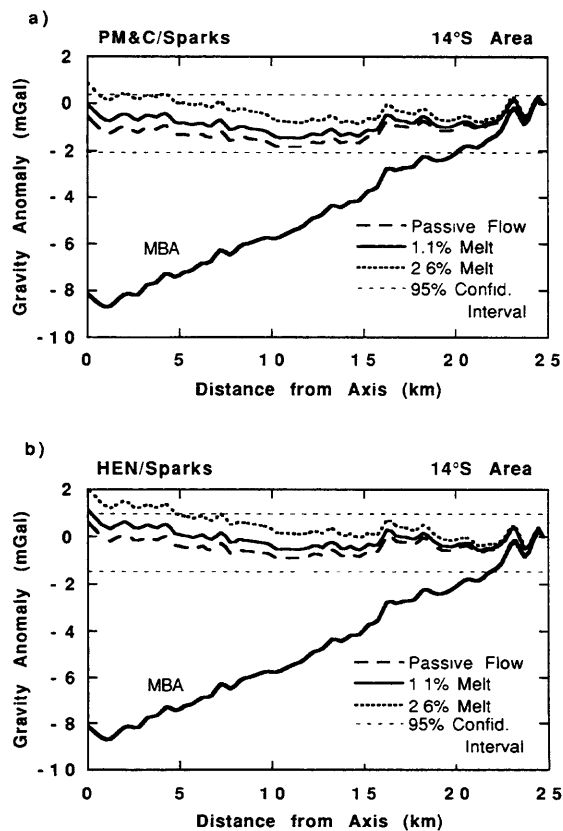 a)
PM&C/Sparks 14°S Area
Gravity Anomaly (mGal)
2
0
-2
-4
-6
-8
-10
MBA
Passive Flow
1.1% Melt
2 6% Melt
95% Confid.
Interval
0 5 10 15 20 25
Distance from Axis (km)
b)
HEN/Sparks 14°S Area
Gravity Anomaly (mGal)
2
0
-2
-4
-6
-8
-10
MBA
Passive Flow
1 1% Melt
2 6% Melt
95% Confid.
Interval
0 5 10 15 20 25
Distance from Axis (km)